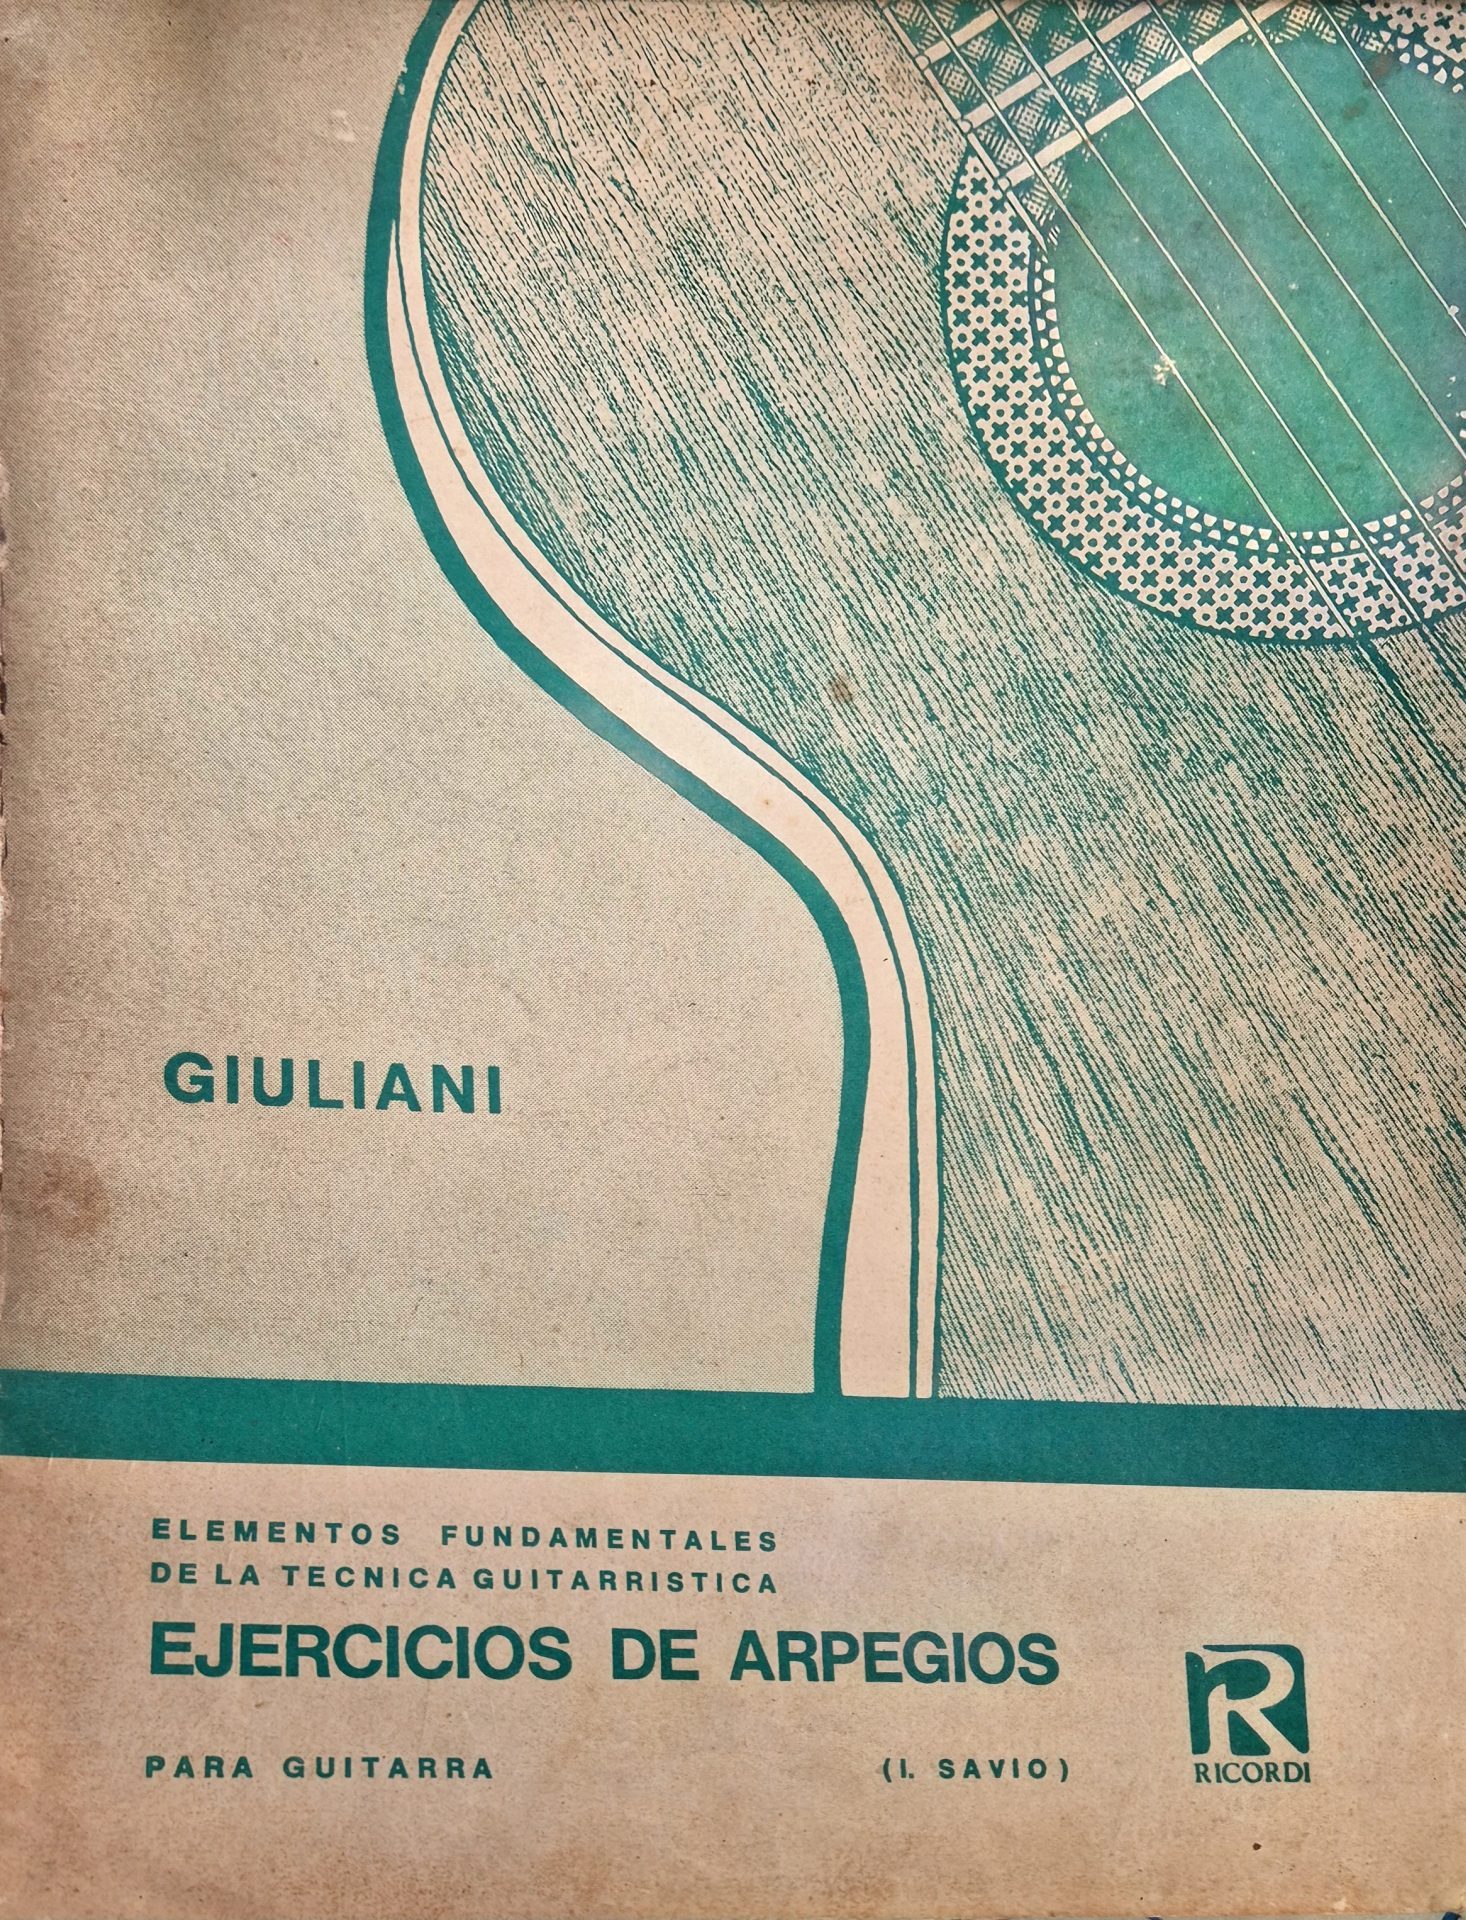 GIULIANI
ELEMENTOS FUNDAMENTALES
DE LA TECNICA GUITARRISTICA
EJERCICIOS DE ARPEGIOS
PARA GUITARRA (I. SAVIO)
R
RICORDI